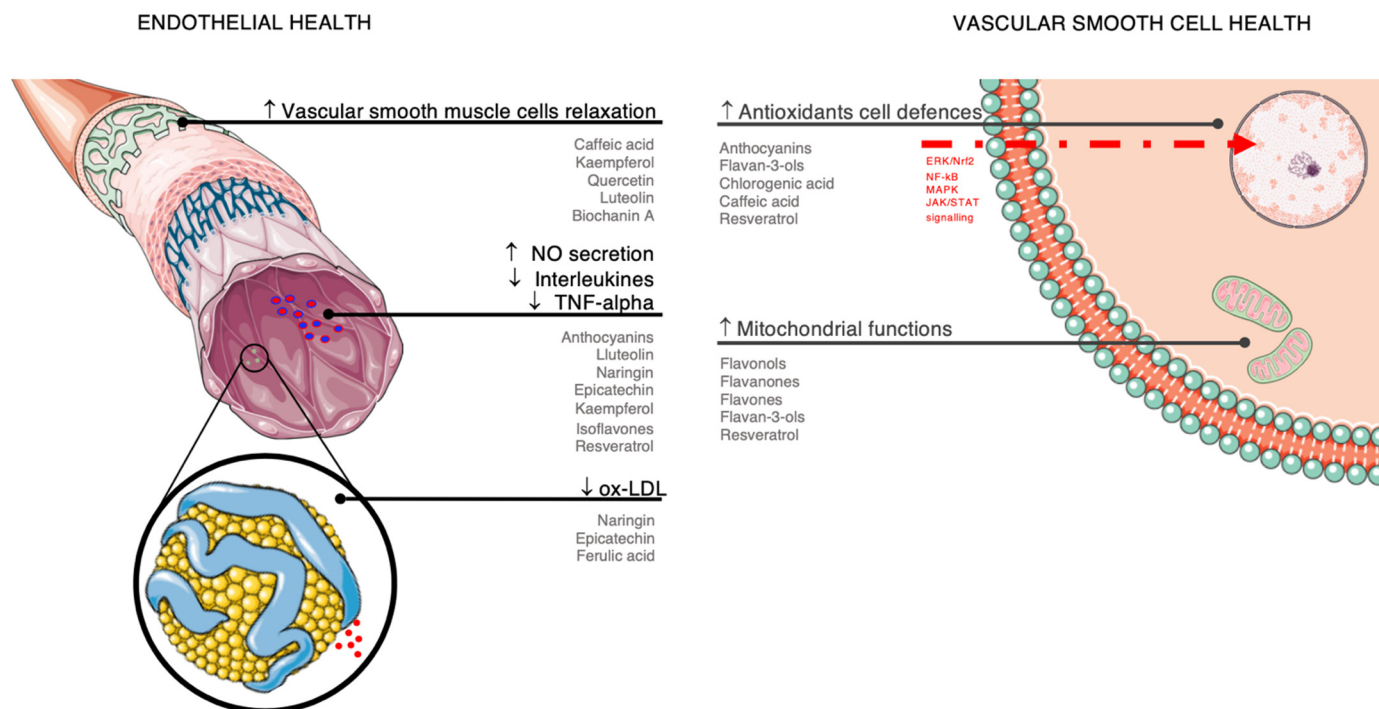 ENDOTHELIAL HEALTH
↑ Vascular smooth muscle cells relaxation
Caffeic acid
Kaempferol
Quercetin
Luteolin
Biochanin A
↑ NO secretion
↓ Interleukines
↓ TNF-alpha
Anthocyanins
Lluteolin
Naringin
Epicatechin
Kaempferol
Isoflavones
Resveratrol
↓ ox-LDL
Naringin
Epicatechin
Ferulic acid
VASCULAR SMOOTH CELL HEALTH
↑ Antioxidants cell defences
Anthocyanins
Flavan-3-ols
Chlorogenic acid
Caffeic acid
Resveratrol
ERK/Nrf2
NF-kB
MAPK
JAK/STAT
signalling
↑ Mitochondrial functions
Flavonols
Flavanones
Flavones
Flavan-3-ols
Resveratrol